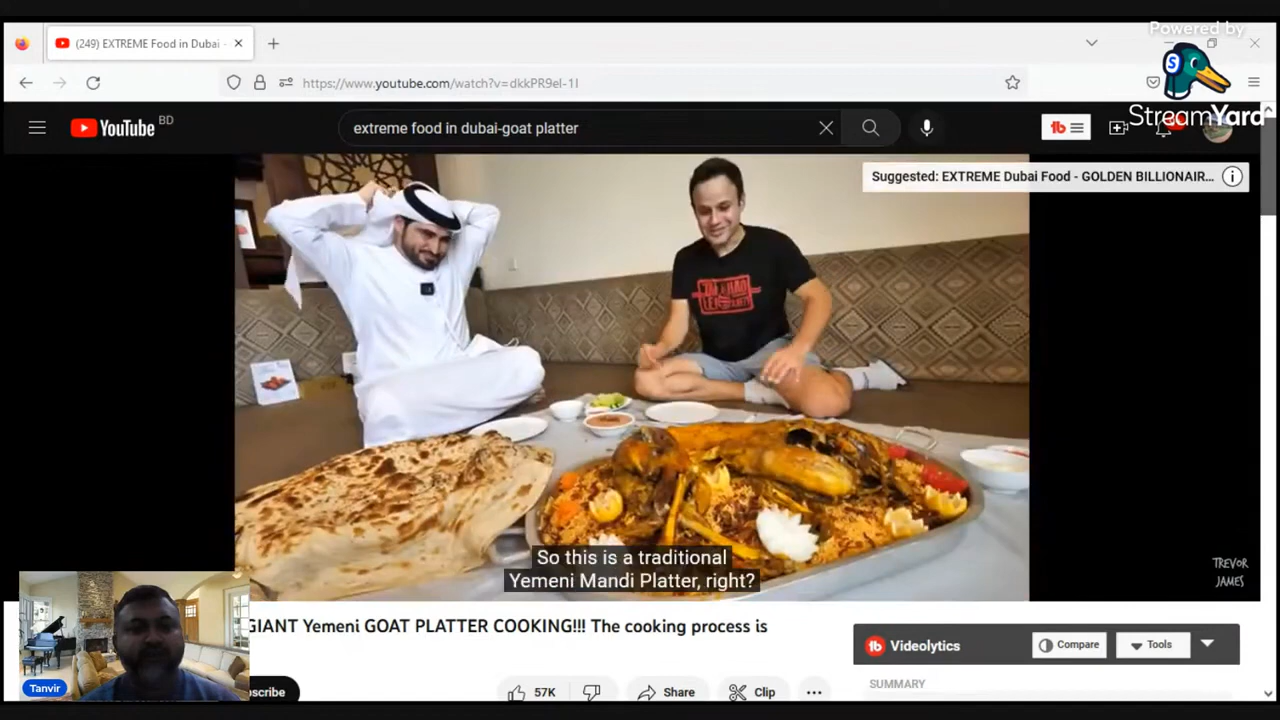 Powered by
StreamYard
(249) EXTREME Food in Dubai -
https://www.youtube.com/watch?v=dkkPR9el-1I
YouTube BD
extreme food in dubai-goat platter
Suggested: EXTREME Dubai Food - GOLDEN BILLIONAIR...
So this is a traditional
Yemeni Mandi Platter, right?
TREVOR
JAMES
GIANT Yemeni GOAT PLATTER COOKING!!! The cooking process is
Videolytics
Compare
Tools
SUMMARY
Tanvir
scribe
57K
Share
Clip